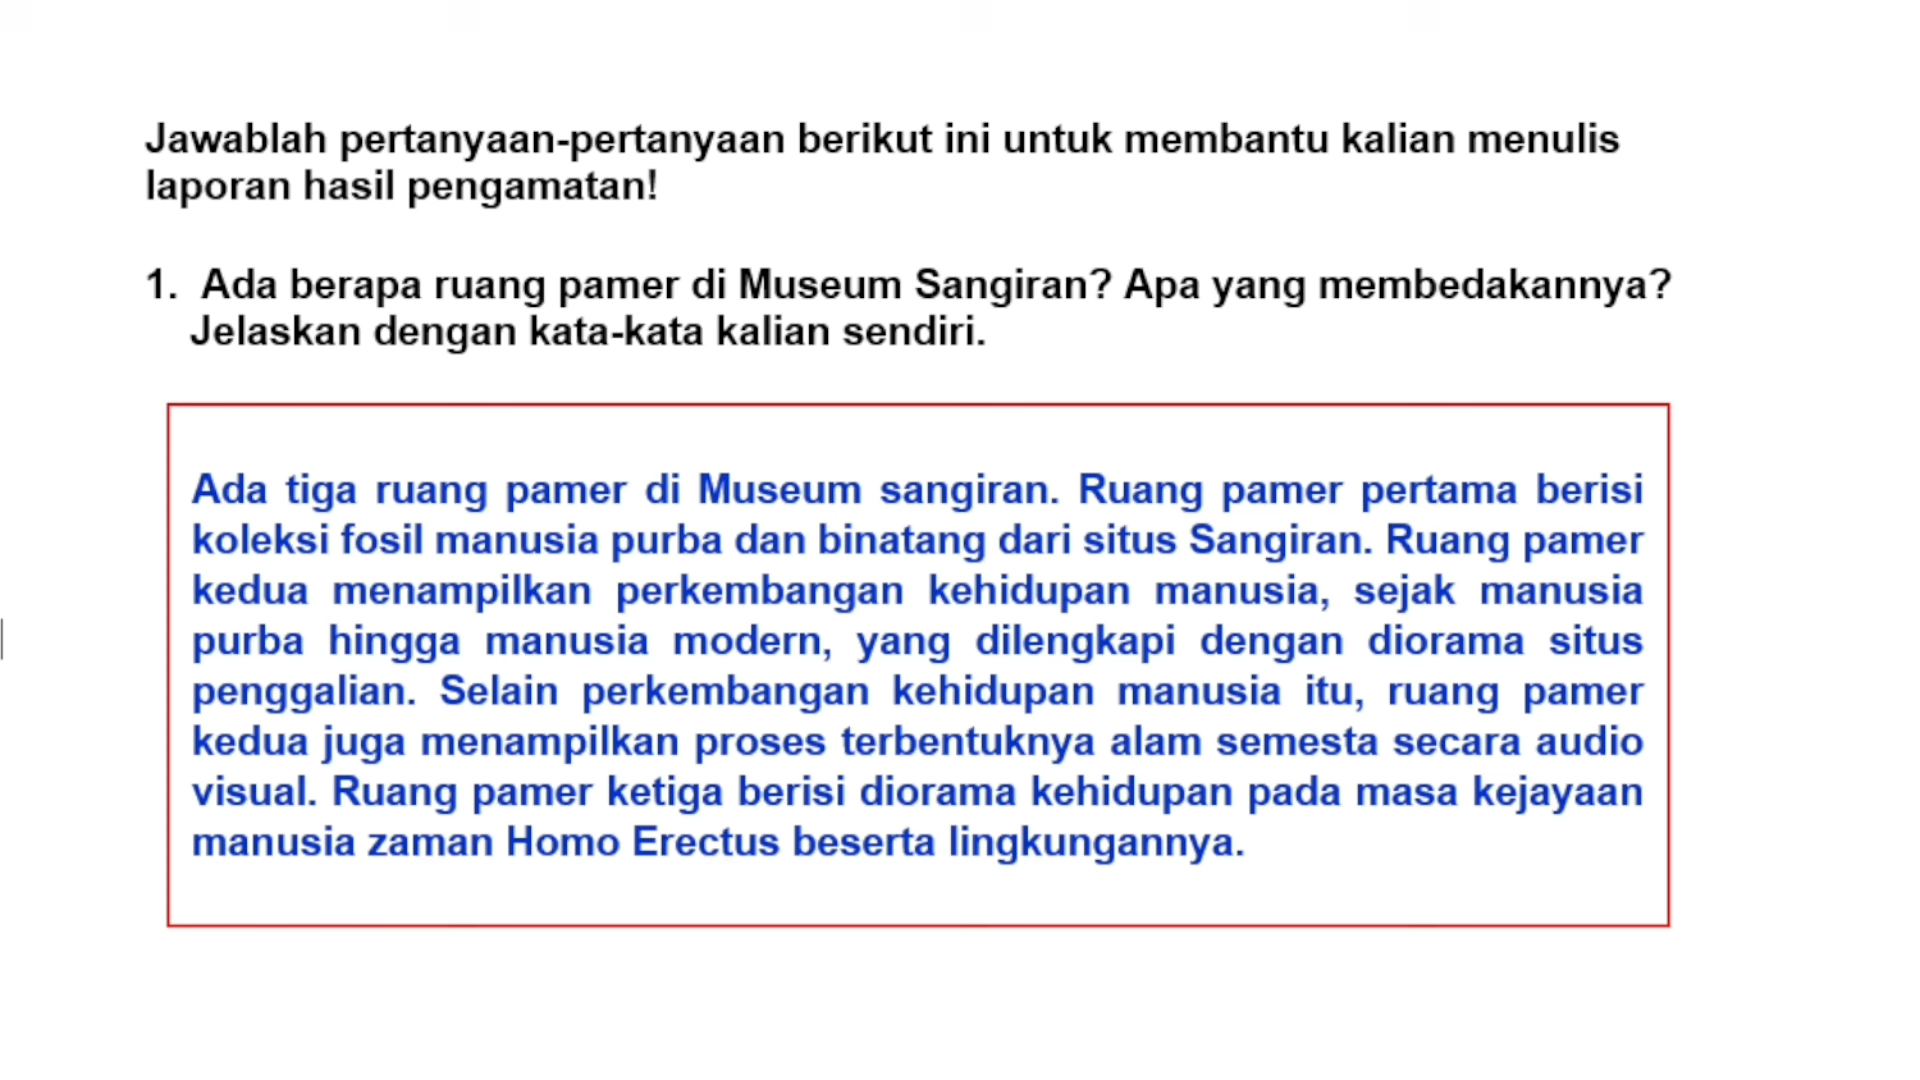 Jawablah pertanyaan-pertanyaan berikut ini untuk membantu kalian menulis
laporan hasil pengamatan!
1. Ada berapa ruang pamer di Museum Sangiran? Apa yang membedakannya?
Jelaskan dengan kata-kata kalian sendiri.
Ada tiga ruang pamer di Museum sangiran. Ruang pamer pertama berisi
koleksi fosil manusia purba dan binatang dari situs Sangiran. Ruang pamer
kedua menampilkan perkembangan kehidupan manusia, sejak manusia
purba hingga manusia modern, yang dilengkapi dengan diorama situs
penggalian. Selain perkembangan kehidupan manusia itu, ruang pamer
kedua juga menampilkan proses terbentuknya alam semesta secara audio
visual. Ruang pamer ketiga berisi diorama kehidupan pada masa kejayaan
manusia zaman Homo Erectus beserta lingkungannya.